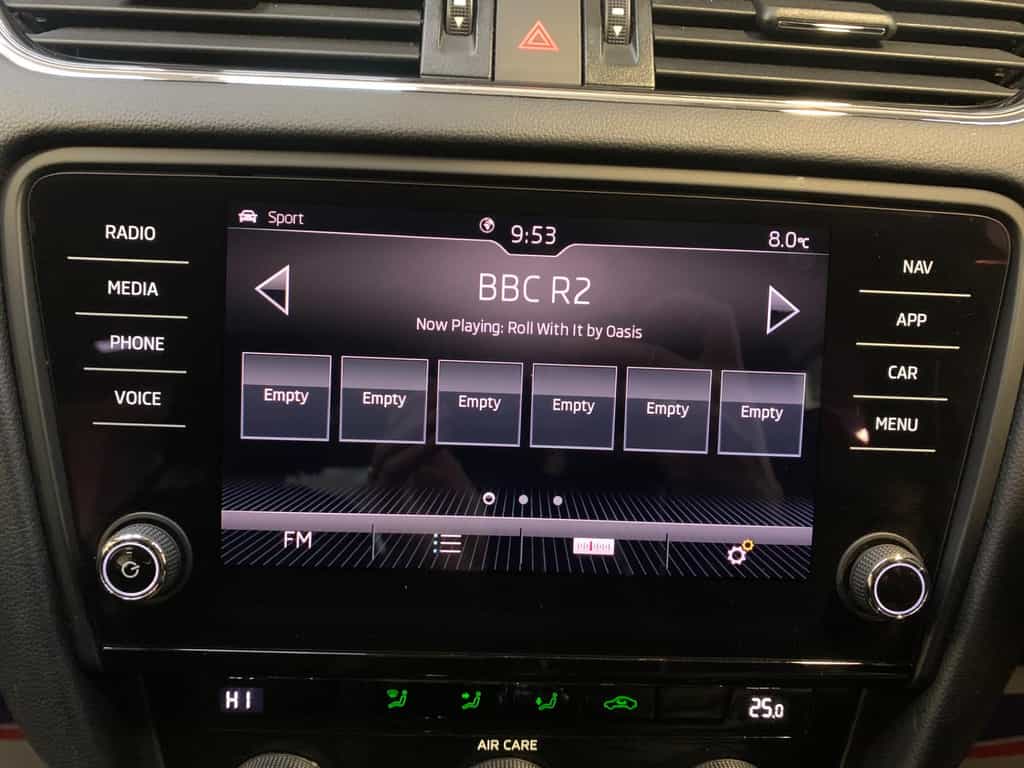 Sport
9:53
8.0°C
RADIO
MEDIA
PHONE
VOICE
BBC R2
Now Playing: Roll With It by Oasis
Empty Empty Empty Empty Empty Empty
FM
NAV
APP
CAR
MENU
HI
25.0
AIR CARE